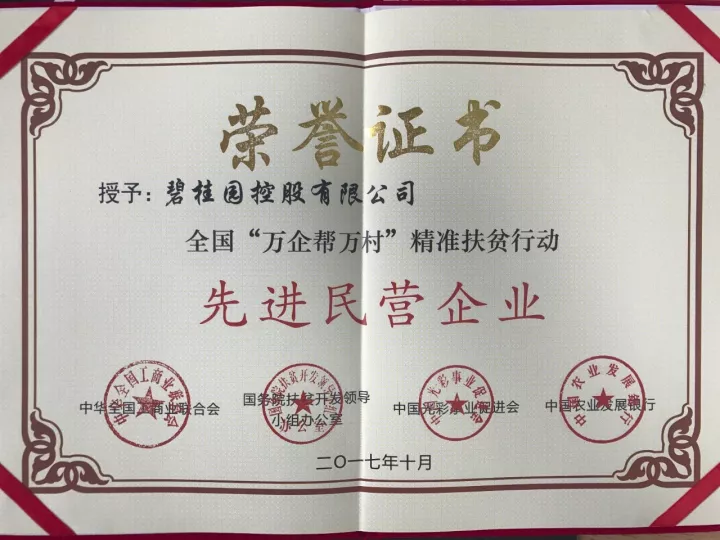 荣誉证书
授予：碧桂园控股有限公司
全国“万企帮万村”精准扶贫行动
先进民营企业
中华全国工商业联合会
国务院扶贫开发领导
小组办公室
中国光彩事业促进会
中国农业发展银行
二〇一七年十月